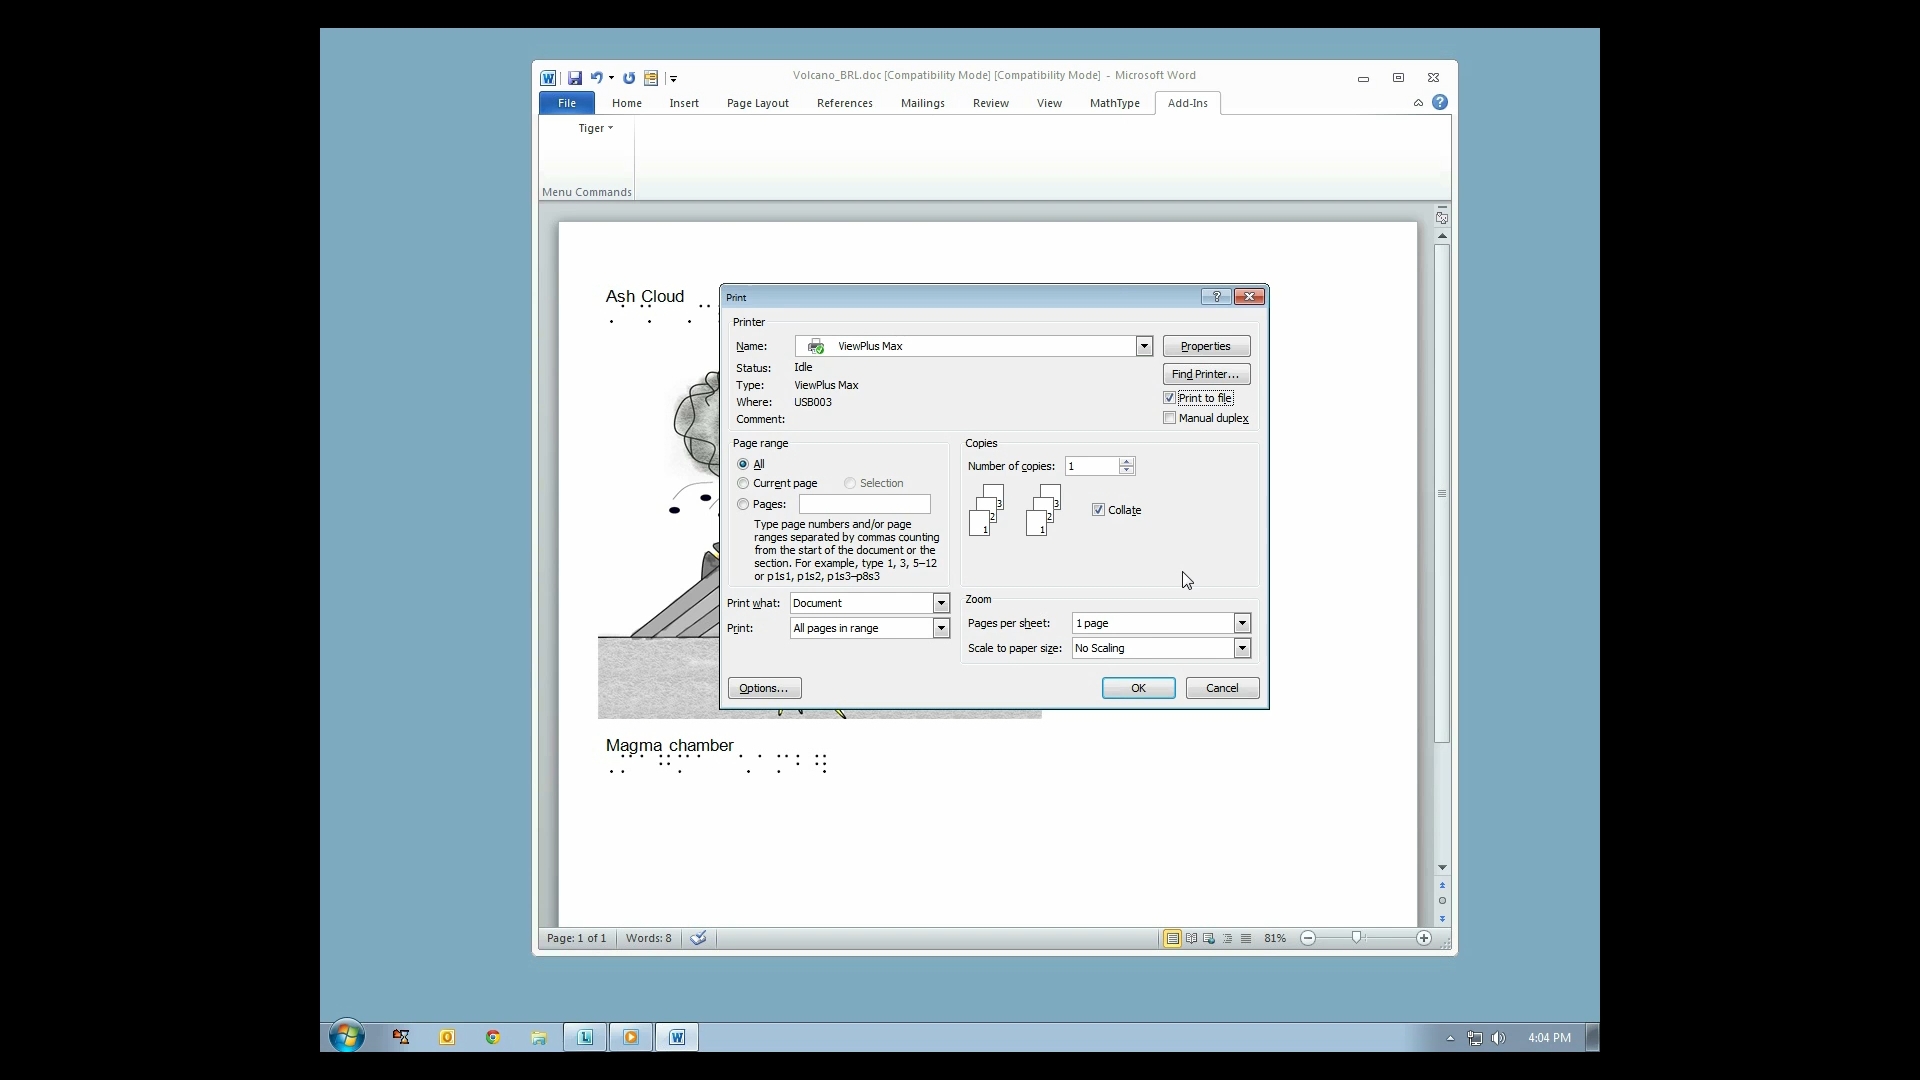 Volcano_BRL.doc [Compatibility Mode] [Compatibility Mode] - Microsoft Word
File Home Insert Page Layout References Mailings Review View MathType Add-Ins
Tiger
Menu Commands
Ash Cloud
Print
Printer
Name: ViewPlus Max Properties
Status: Idle
Find Printer...
Type: ViewPlus Max
Where: USB003 Print to file
Comment: Manual duplex
Page range Copies
All Number of copies: 1
Current page Selection
Pages:
3 3
2 2
1 1
Collate
Type page numbers and/or page
ranges separated by commas counting
from the start of the document or the
section. For example, type 1, 3, 5–12
or p1s1, p1s2, p1s3–p8s3
Zoom
Print what: Document
Pages per sheet: 1 page
Print: All pages in range
Scale to paper size: No Scaling
Options... OK Cancel
Magma chamber
⠠⠍⠁⠛⠍⠁ ⠡⠁⠍⠃⠻
Page: 1 of 1 Words: 8 81%
4:04 PM